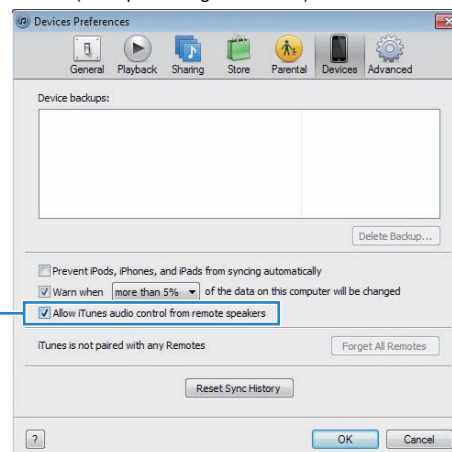 Devices Preferences
General Playback Sharing Store Parental Devices Advanced
Device backups:
Delete Backup...
Prevent iPods, iPhones, and iPads from syncing automatically
Warn when more than 5% of the data on this computer will be changed
Allow iTunes audio control from remote speakers
iTunes is not paired with any Remotes Forget All Remotes
Reset Sync History
? OK Cancel